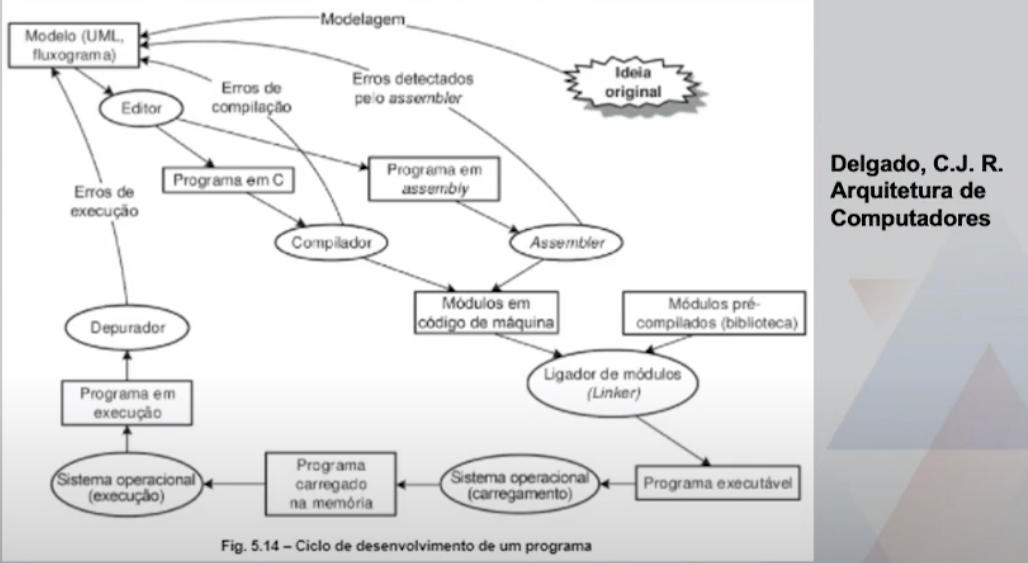 Modelagem
Modelo (UML,
fluxograma)
Ideia
original
Erros de
compilação
Erros detectados
pelo assembler
Editor
Programa em C
Programa em
assembly
Erros de
execução
Compilador
Assembler
Módulos em
código de máquina
Módulos pré-
compilados (biblioteca)
Depurador
Ligador de módulos
(Linker)
Programa em
execução
Sistema operacional
(execução)
Programa
carregado
na memória
Sistema operacional
(carregamento)
Programa executável
Fig. 5.14 – Ciclo de desenvolvimento de um programa
Delgado, C.J. R.
Arquitetura de
Computadores